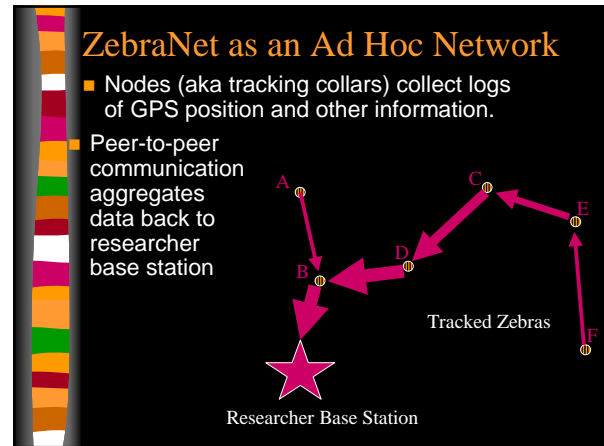 ZebraNet as an Ad Hoc Network
Nodes (aka tracking collars) collect logs
of GPS position and other information.
Peer-to-peer
communication
aggregates
data back to
researcher
base station
A
B
C
D
E
F
Tracked Zebras
Researcher Base Station